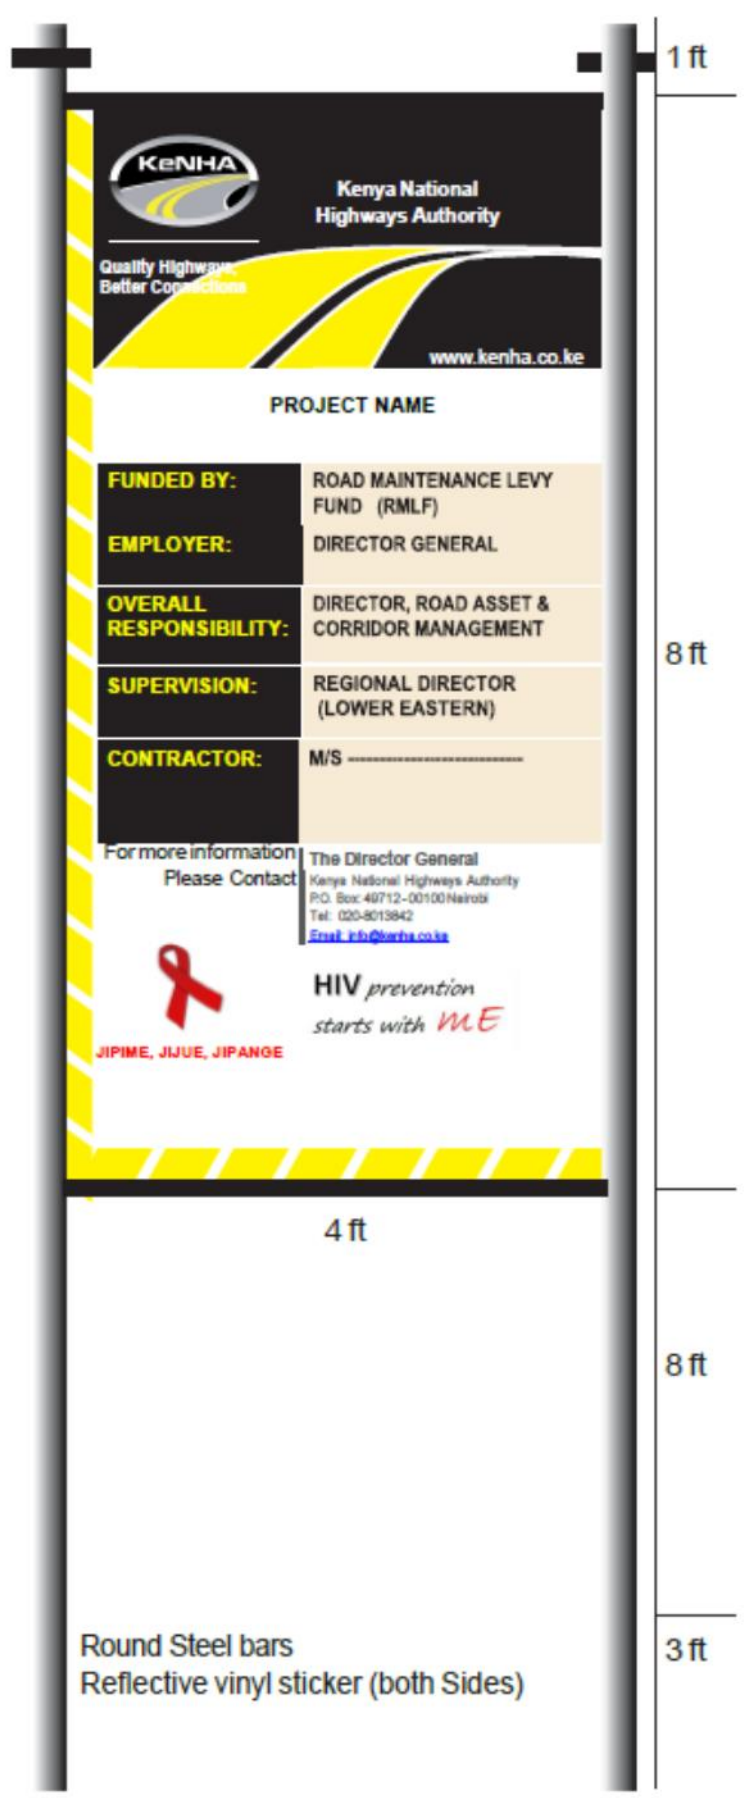 1 ft
KeNHA
Kenya National
Highways Authority
Quality Highways,
Better Connections
www.kenha.co.ke
PROJECT NAME
FUNDED BY:
ROAD MAINTENANCE LEVY
FUND (RMLF)
EMPLOYER:
DIRECTOR GENERAL
OVERALL
RESPONSIBILITY:
DIRECTOR, ROAD ASSET &
CORRIDOR MANAGEMENT
8 ft
SUPERVISION:
REGIONAL DIRECTOR
(LOWER EASTERN)
CONTRACTOR:
M/S ----------------------------
For more information
Please Contact
The Director General
Kenya National Highways Authority
P.O. Box: 49712-00100 Nairobi
Tel: 020-8013842
Email: info@kenha.co.ke
HIV prevention
starts with ME
JIPIME, JIJUE, JIPANGE
4 ft
8 ft
Round Steel bars
Reflective vinyl sticker (both Sides)
3 ft